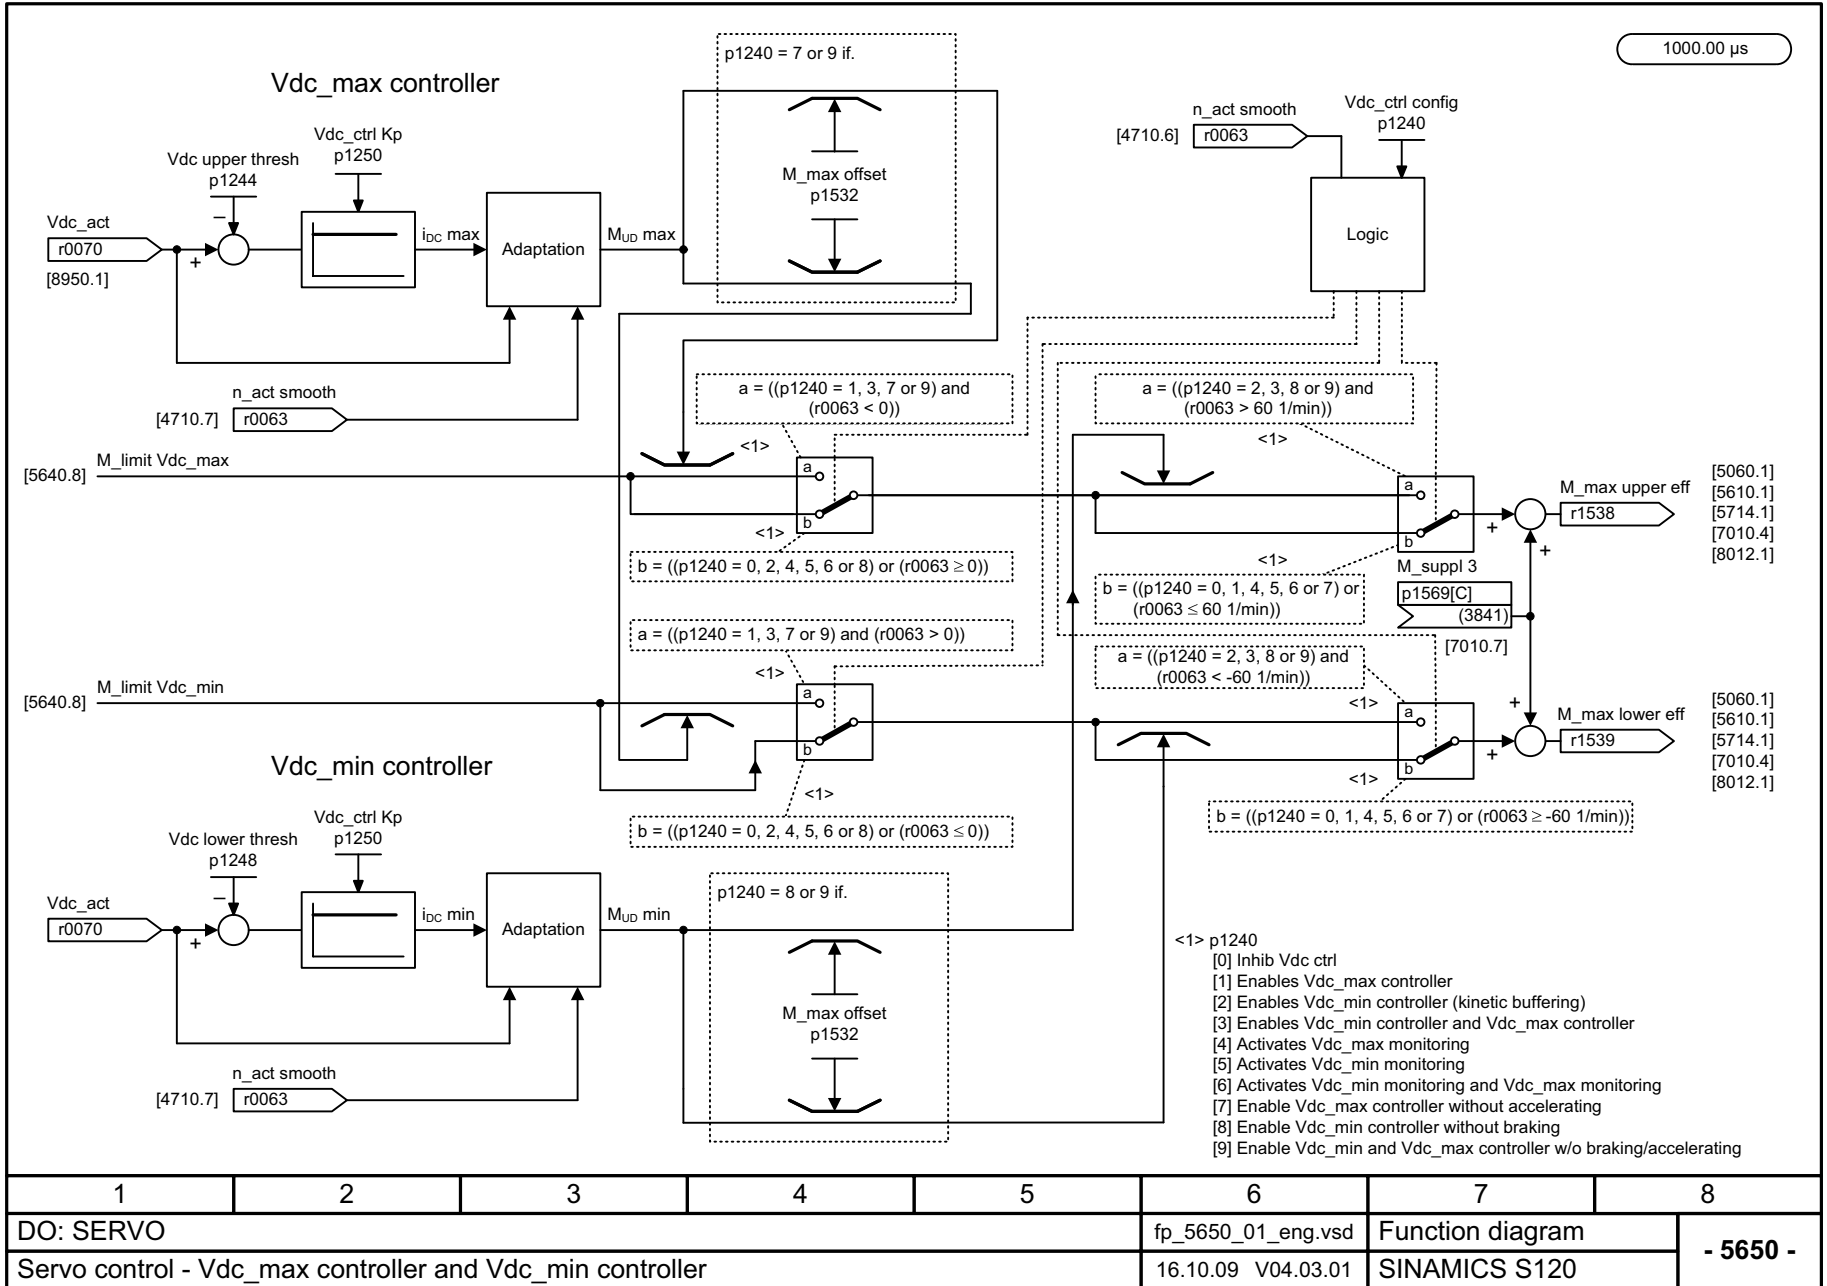 1000.00 µs
Vdc_max controller
p1240 = 7 or 9 if.
Vdc_ctrl Kp
p1250
Vdc upper thresh
p1244
–
Vdc_act
r0070
[8950.1]
+
i_DC max
Adaptation
M_UD max
M_max offset
p1532
n_act smooth
[4710.6]
r0063
Vdc_ctrl config
p1240
Logic
n_act smooth
[4710.7]
r0063
a = ((p1240 = 1, 3, 7 or 9) and
(r0063 < 0))
<1>
a = ((p1240 = 2, 3, 8 or 9) and
(r0063 > 60 1/min))
<1>
[5640.8]
M_limit Vdc_max
a
b
<1>
b = ((p1240 = 0, 2, 4, 5, 6 or 8) or (r0063 ≥ 0))
a
b
<1>
b = ((p1240 = 0, 1, 4, 5, 6 or 7) or
(r0063 ≤ 60 1/min))
+
+
M_max upper eff
r1538
[5060.1]
[5610.1]
[5714.1]
[7010.4]
[8012.1]
M_suppl 3
p1569[C]
(3841)
[7010.7]
a = ((p1240 = 1, 3, 7 or 9) and (r0063 > 0))
<1>
a = ((p1240 = 2, 3, 8 or 9) and
(r0063 < -60 1/min))
<1>
[5640.8]
M_limit Vdc_min
a
b
<1>
b = ((p1240 = 0, 2, 4, 5, 6 or 8) or (r0063 ≤ 0))
a
b
<1>
b = ((p1240 = 0, 1, 4, 5, 6 or 7) or (r0063 ≥ -60 1/min))
+
+
M_max lower eff
r1539
[5060.1]
[5610.1]
[5714.1]
[7010.4]
[8012.1]
Vdc_min controller
Vdc_ctrl Kp
p1250
Vdc lower thresh
p1248
–
Vdc_act
r0070
+
i_DC min
Adaptation
M_UD min
p1240 = 8 or 9 if.
M_max offset
p1532
n_act smooth
[4710.7]
r0063
<1> p1240
[0] Inhib Vdc ctrl
[1] Enables Vdc_max controller
[2] Enables Vdc_min controller (kinetic buffering)
[3] Enables Vdc_min controller and Vdc_max controller
[4] Activates Vdc_max monitoring
[5] Activates Vdc_min monitoring
[6] Activates Vdc_min monitoring and Vdc_max monitoring
[7] Enable Vdc_max controller without accelerating
[8] Enable Vdc_min controller without braking
[9] Enable Vdc_min and Vdc_max controller w/o braking/accelerating
1 2 3 4 5 6 7 8
DO: SERVO
fp_5650_01_eng.vsd
Function diagram
- 5650 -
Servo control - Vdc_max controller and Vdc_min controller
16.10.09 V04.03.01
SINAMICS S120